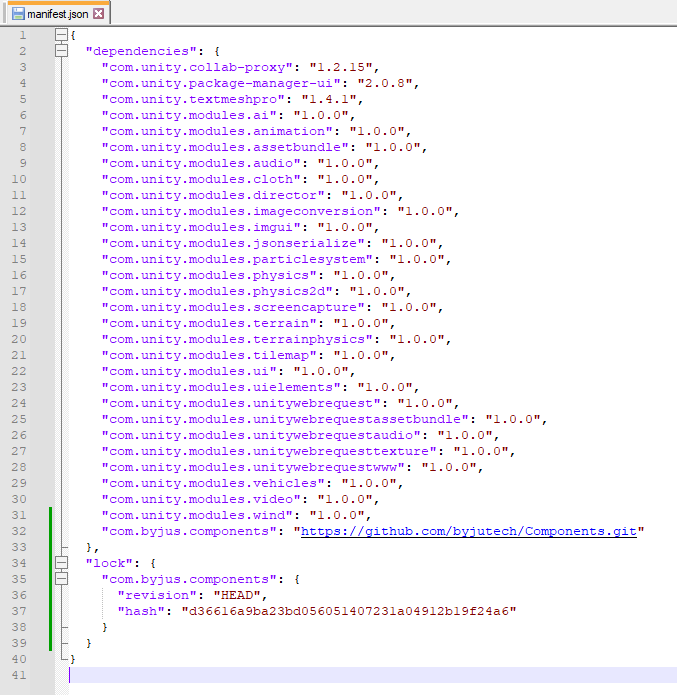 manifest.json
1 {
2 "dependencies": {
3 "com.unity.collab-proxy": "1.2.15",
4 "com.unity.package-manager-ui": "2.0.8",
5 "com.unity.textmeshpro": "1.4.1",
6 "com.unity.modules.ai": "1.0.0",
7 "com.unity.modules.animation": "1.0.0",
8 "com.unity.modules.assetbundle": "1.0.0",
9 "com.unity.modules.audio": "1.0.0",
10 "com.unity.modules.cloth": "1.0.0",
11 "com.unity.modules.director": "1.0.0",
12 "com.unity.modules.imageconversion": "1.0.0",
13 "com.unity.modules.imgui": "1.0.0",
14 "com.unity.modules.jsonserialize": "1.0.0",
15 "com.unity.modules.particlesystem": "1.0.0",
16 "com.unity.modules.physics": "1.0.0",
17 "com.unity.modules.physics2d": "1.0.0",
18 "com.unity.modules.screencapture": "1.0.0",
19 "com.unity.modules.terrain": "1.0.0",
20 "com.unity.modules.terrainphysics": "1.0.0",
21 "com.unity.modules.tilemap": "1.0.0",
22 "com.unity.modules.ui": "1.0.0",
23 "com.unity.modules.uielements": "1.0.0",
24 "com.unity.modules.unitywebrequest": "1.0.0",
25 "com.unity.modules.unitywebrequestassetbundle": "1.0.0",
26 "com.unity.modules.unitywebrequestaudio": "1.0.0",
27 "com.unity.modules.unitywebrequesttexture": "1.0.0",
28 "com.unity.modules.unitywebrequestwww": "1.0.0",
29 "com.unity.modules.vehicles": "1.0.0",
30 "com.unity.modules.video": "1.0.0",
31 "com.unity.modules.wind": "1.0.0",
32 "com.byjus.components": "https://github.com/byjutech/Components.git"
33 },
34 "lock": {
35 "com.byjus.components": {
36 "revision": "HEAD",
37 "hash": "d36616a9ba23bd056051407231a04912b19f24a6"
38 }
39 }
40 }
41